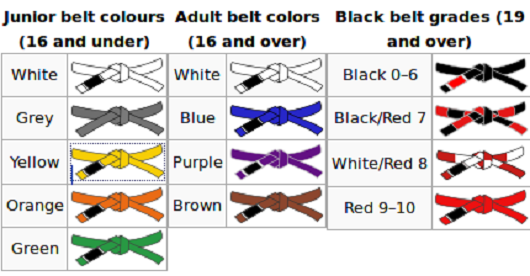 Junior belt colours
(16 and under)
White
Grey
Yellow
Orange
Green
Adult belt colors
(16 and over)
White
Blue
Purple
Brown
Black belt grades (19
and over)
Black 0–6
Black/Red 7
White/Red 8
Red 9–10